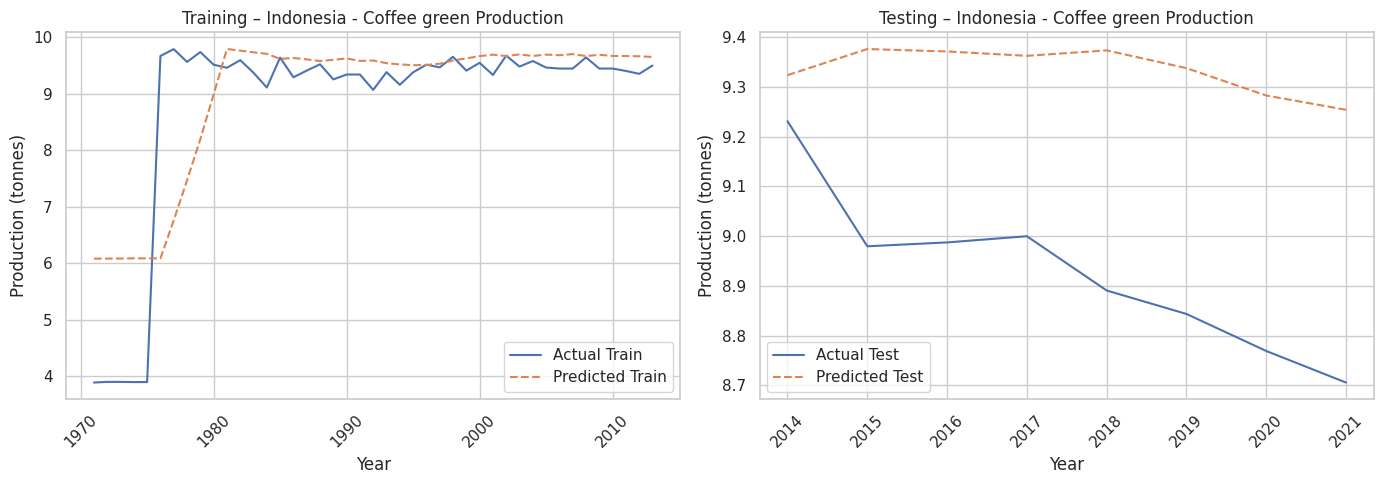 Training – Indonesia - Coffee green Production
Production (tonnes)
10
9
8
7
6
5
4
1970
1980
1990
2000
2010
Year
Actual Train
Predicted Train
Testing – Indonesia - Coffee green Production
Production (tonnes)
9.4
9.3
9.2
9.1
9.0
8.9
8.8
8.7
2014
2015
2016
2017
2018
2019
2020
2021
Year
Actual Test
Predicted Test